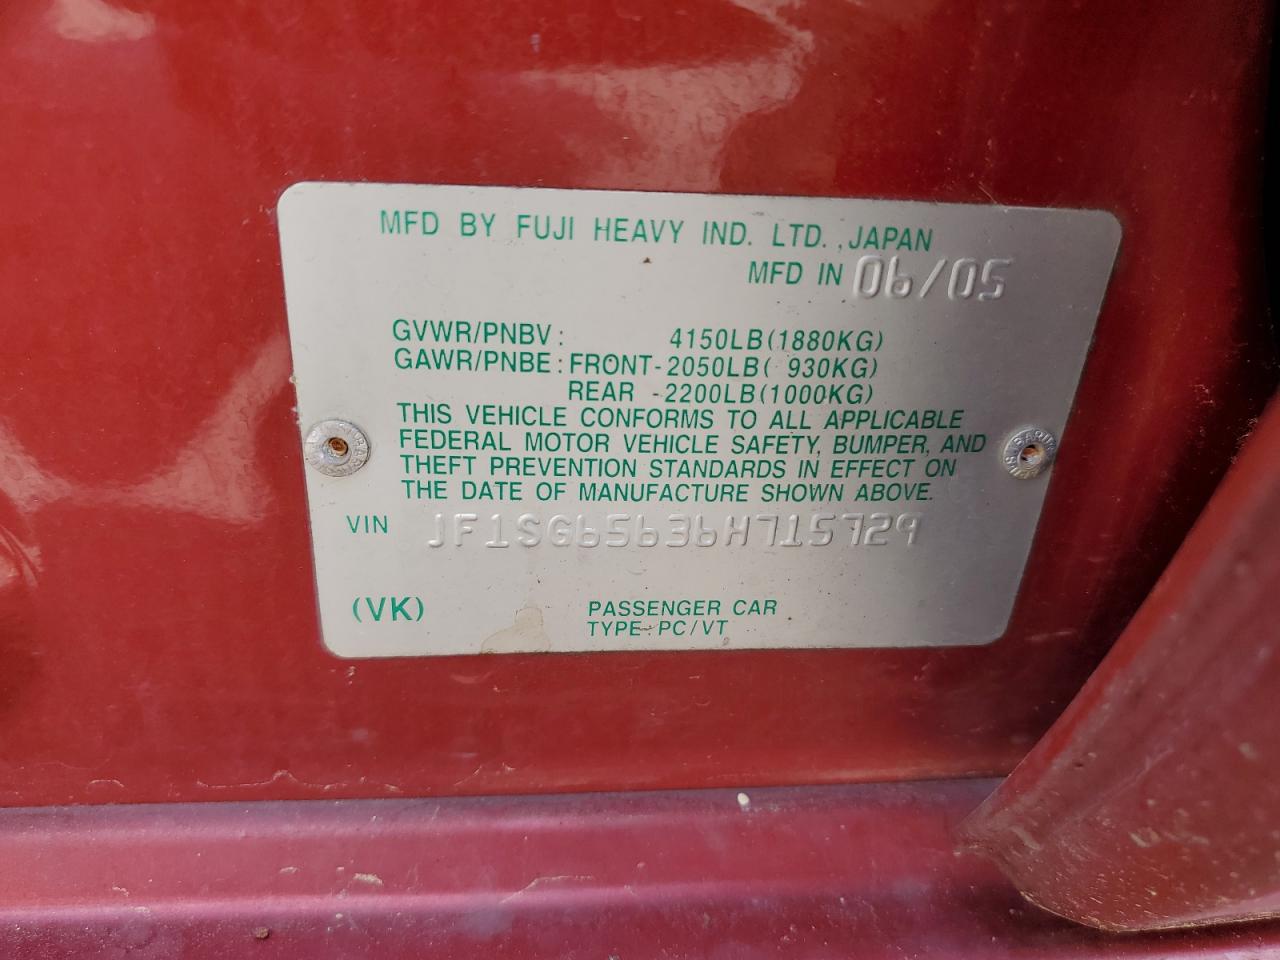 MFD BY FUJI HEAVY IND. LTD. , JAPAN
MFD IN 06/05
GVWR/PNBV : 4150LB(1880KG)
GAWR/PNBE : FRONT-2050LB( 930KG)
REAR -2200LB(1000KG)
THIS VEHICLE CONFORMS TO ALL APPLICABLE
FEDERAL MOTOR VEHICLE SAFETY, BUMPER, AND
THEFT PREVENTION STANDARDS IN EFFECT ON
THE DATE OF MANUFACTURE SHOWN ABOVE.
VIN JF1SG65636H715729
(VK) PASSENGER CAR
TYPE : PC/VT